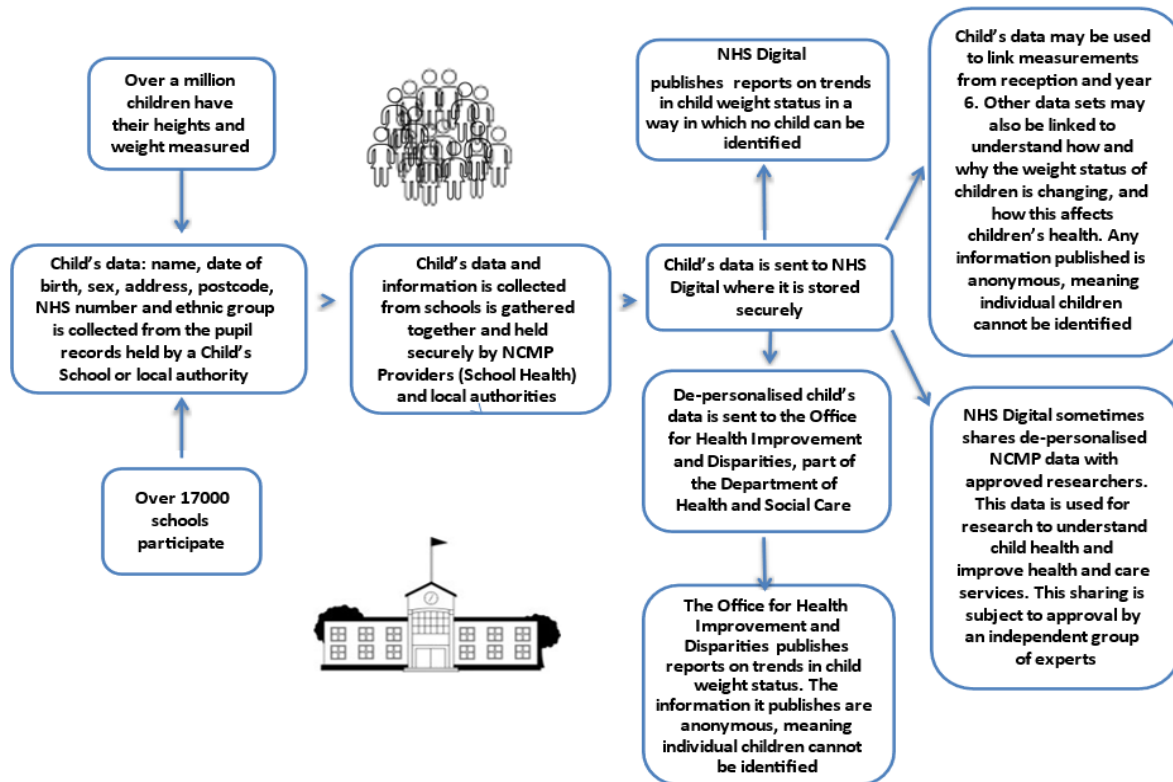 Over a million
children have
their heights and
weight measured
Child's data: name, date of
birth, sex, address, postcode,
NHS number and ethnic group
is collected from the pupil
records held by a Child's
School or local authority
Over 17000
schools
participate
Child's data and
information is collected
from schools is gathered
together and held
securely by NCMP
Providers (School Health)
and local authorities
Child's data is sent to NHS
Digital where it is stored
securely
NHS Digital
publishes reports on trends
in child weight status in a
way in which no child can be
identified
De-personalised child's
data is sent to the Office
for Health Improvement
and Disparities, part of
the Department of
Health and Social Care
The Office for Health
Improvement and
Disparities publishes
reports on trends in child
weight status. The
information it publishes are
anonymous, meaning
individual children cannot
be identified
Child's data may be used
to link measurements
from reception and year
6. Other data sets may
also be linked to
understand how and
why the weight status of
children is changing, and
how this affects
children's health. Any
information published is
anonymous, meaning
individual children
cannot be identified
NHS Digital sometimes
shares de-personalised
NCMP data with
approved researchers.
This data is used for
research to understand
child health and
improve health and care
services. This sharing is
subject to approval by
an independent group
of experts